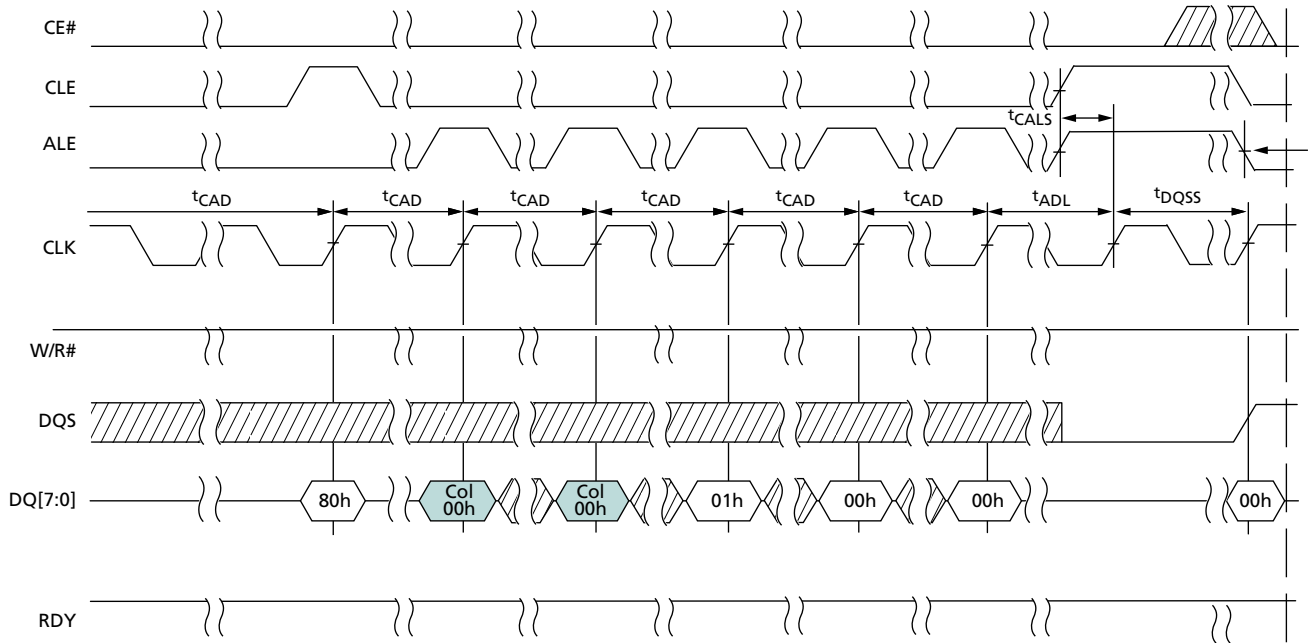 CE#
CLE
tCALS
ALE
tCAD tCAD tCAD tCAD tCAD tCAD tADL tDQSS
CLK
W/R#
DQS
DQ[7:0] 80h Col 00h Col 00h 01h 00h 00h 00h
RDY